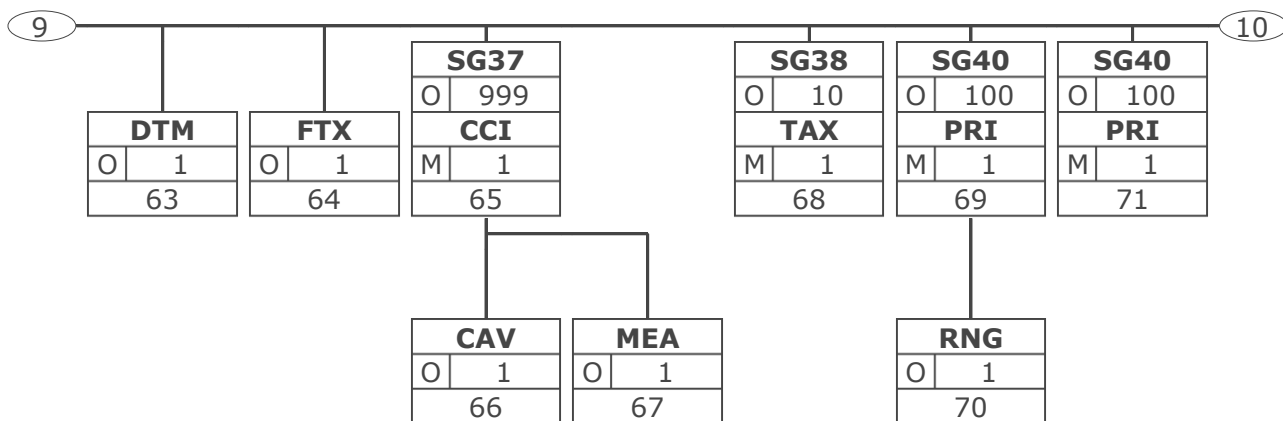 9 10
SG37 SG38 SG40 SG40
O 999 O 10 O 100 O 100
DTM FTX CCI TAX PRI PRI
O 1 O 1 M 1 M 1 M 1 M 1
63 64 65 68 69 71
CAV MEA RNG
O 1 O 1 O 1
66 67 70